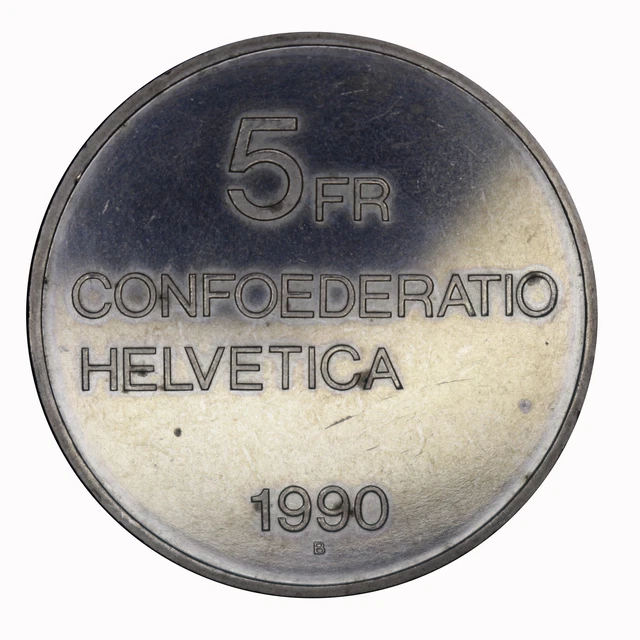 5 FR
CONFOEDERATIO
HELVETICA
1990
B